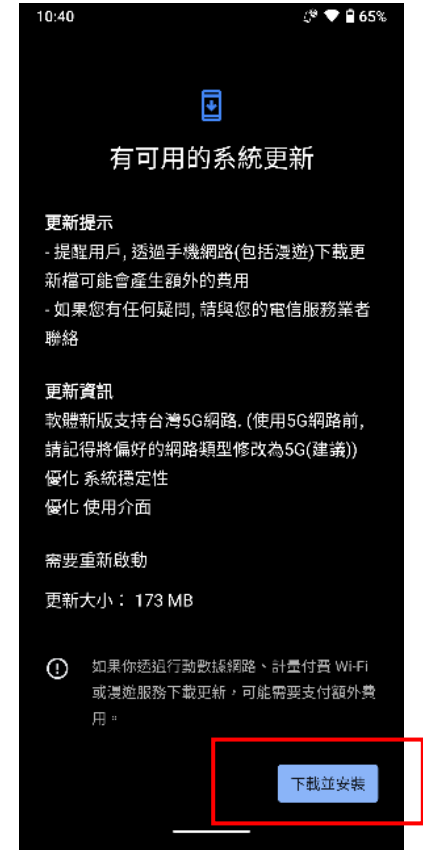 10:40 65%
有可用的系統更新
更新提示
- 提醒用戶, 透過手機網路(包括漫遊)下載更
新檔可能會產生額外的費用
- 如果您有任何疑問, 請與您的電信服務業者
聯絡
更新資訊
軟體新版支持台灣5G網路. (使用5G網路前,
請記得將偏好的網路類型修改為5G(建議))
優化 系統穩定性
優化 使用介面
需要重新啟動
更新大小： 173 MB
如果你透過行動數據網路、計量付費 Wi-Fi
或漫遊服務下載更新，可能需要支付額外費
用。
下載並安裝